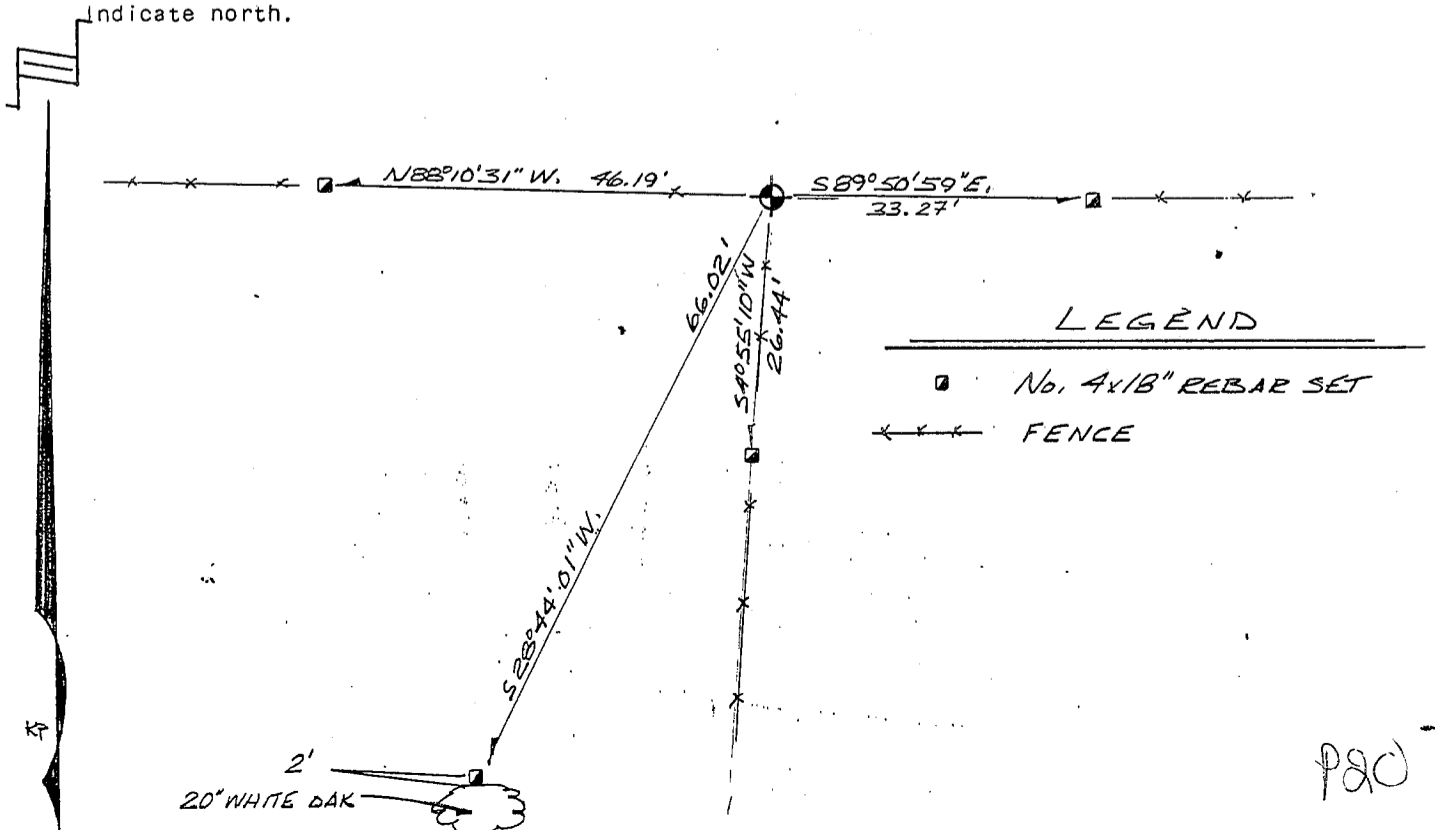 Indicate north.
N88°10'31" W. 46.19'
S89°50'59"E.
33.27'
66.02'
S4°55'10"W
26.44'
LEGEND
No. 4x18" REBAR SET
FENCE
S28°44'01"W.
2'
20" WHITE OAK
P20